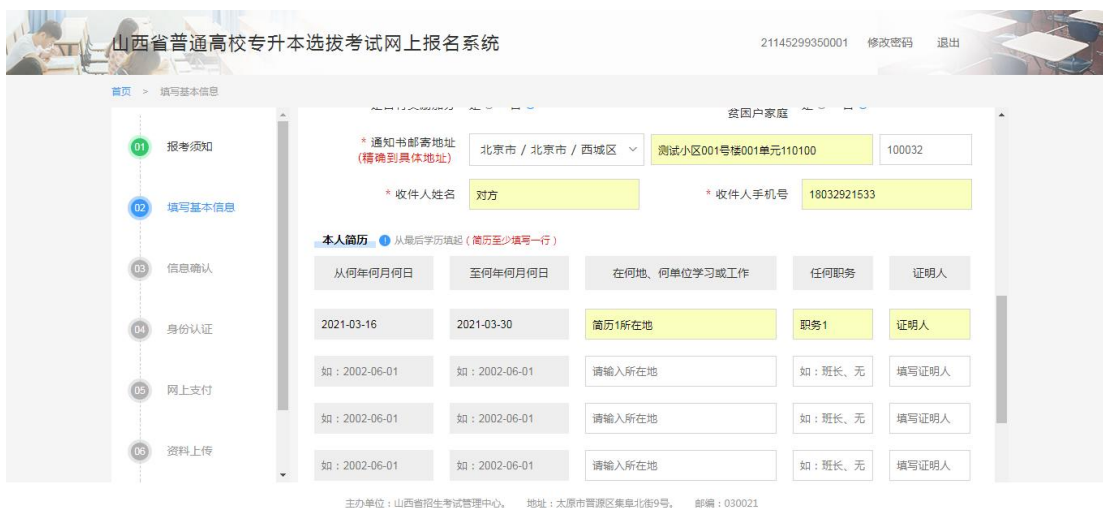 山西省普通高校专升本选拔考试网上报名系统
21145299350001 修改密码 退出
首页 > 填写基本信息
贫困户家庭
01 报考须知
* 通知书邮寄地址 北京市 / 北京市 / 西城区 测试小区001号楼001单元110100 100032
(精确到具体地址)
02 填写基本信息
* 收件人姓名 对方 * 收件人手机号 18032921533
本人简历 从最后学历填起 ( 简历至少填写一行 )
03 信息确认
从何年何月何日 至何年何月何日 在何地、何单位学习或工作 任何职务 证明人
04 身份认证
2021-03-16 2021-03-30 简历1所在地 职务1 证明人
如：2002-06-01 如：2002-06-01 请输入所在地 如：班长、无 填写证明人
05 网上支付
如：2002-06-01 如：2002-06-01 请输入所在地 如：班长、无 填写证明人
06 资料上传
如：2002-06-01 如：2002-06-01 请输入所在地 如：班长、无 填写证明人
主办单位：山西省招生考试管理中心。 地址：太原市晋源区集阜北街9号。 邮编：030021